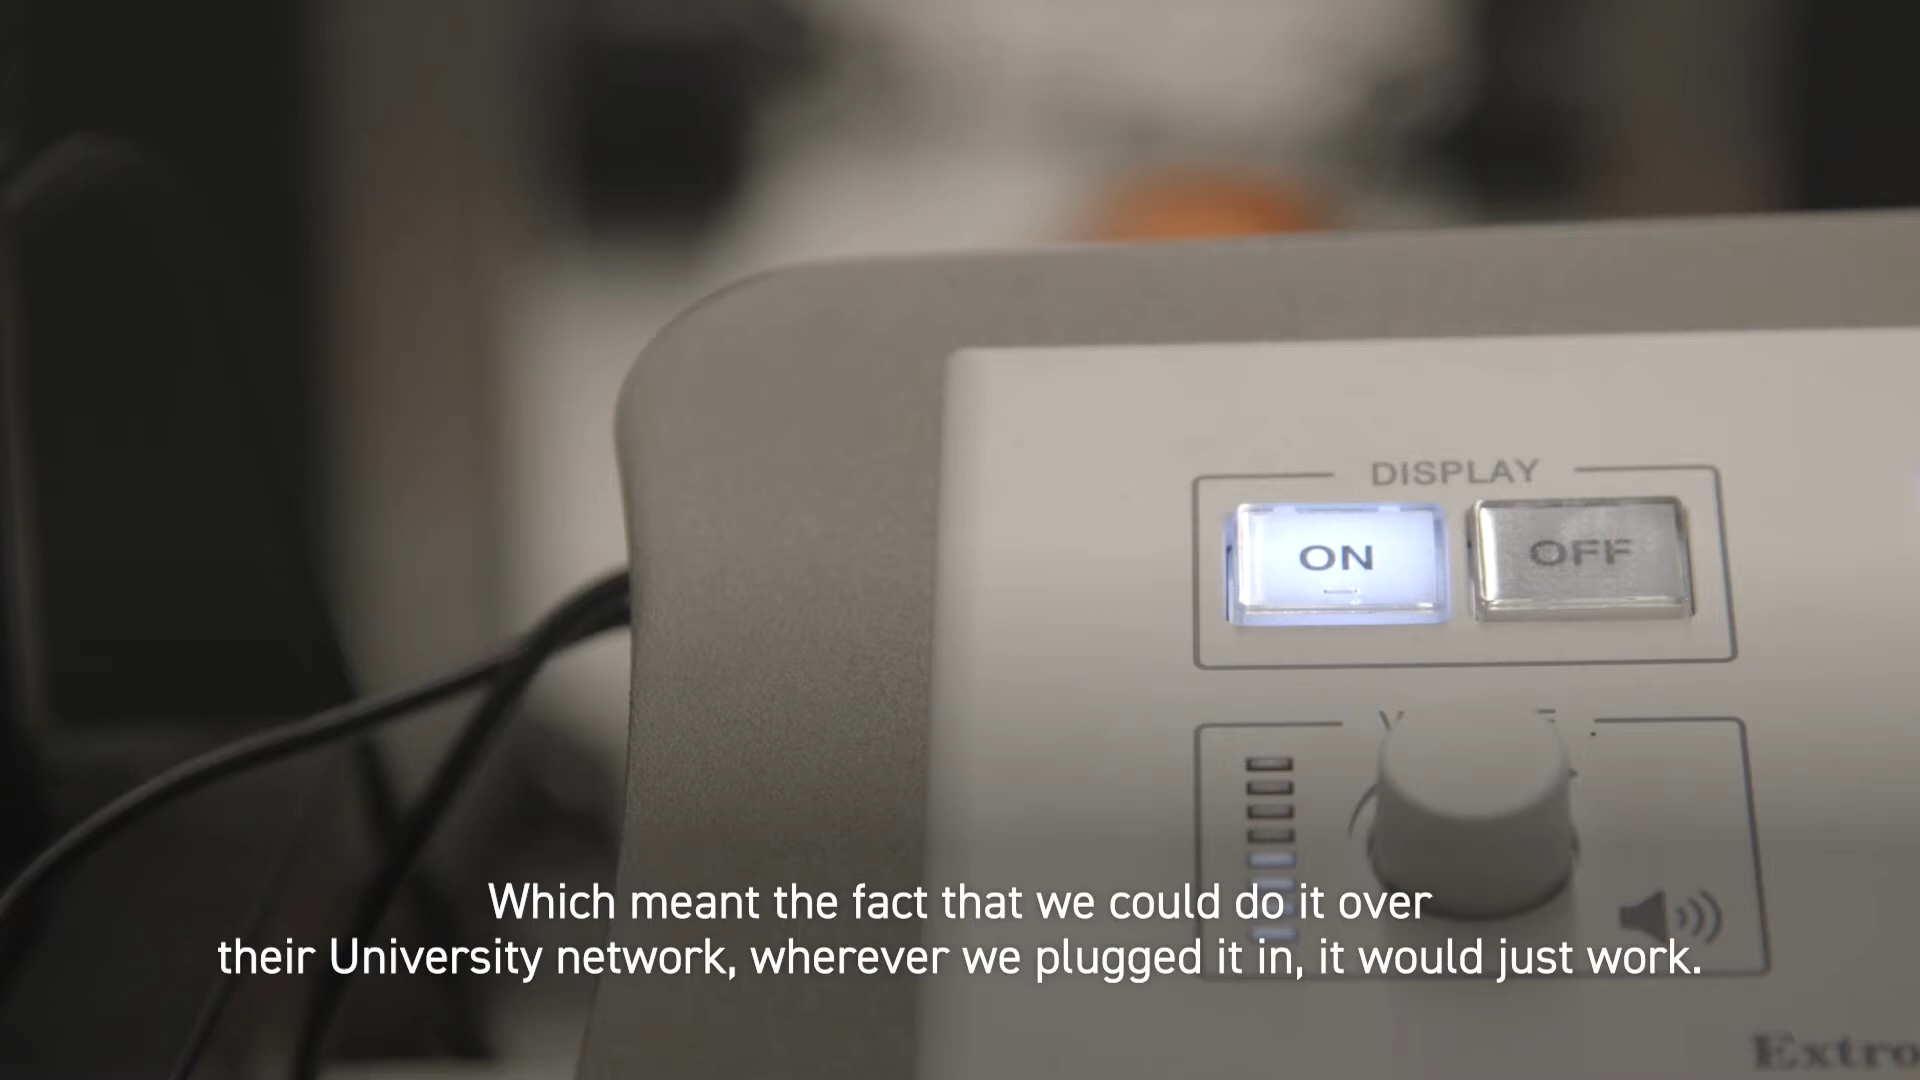 DISPLAY
ON
OFF
Which meant the fact that we could do it over
their University network, wherever we plugged it in, it would just work.